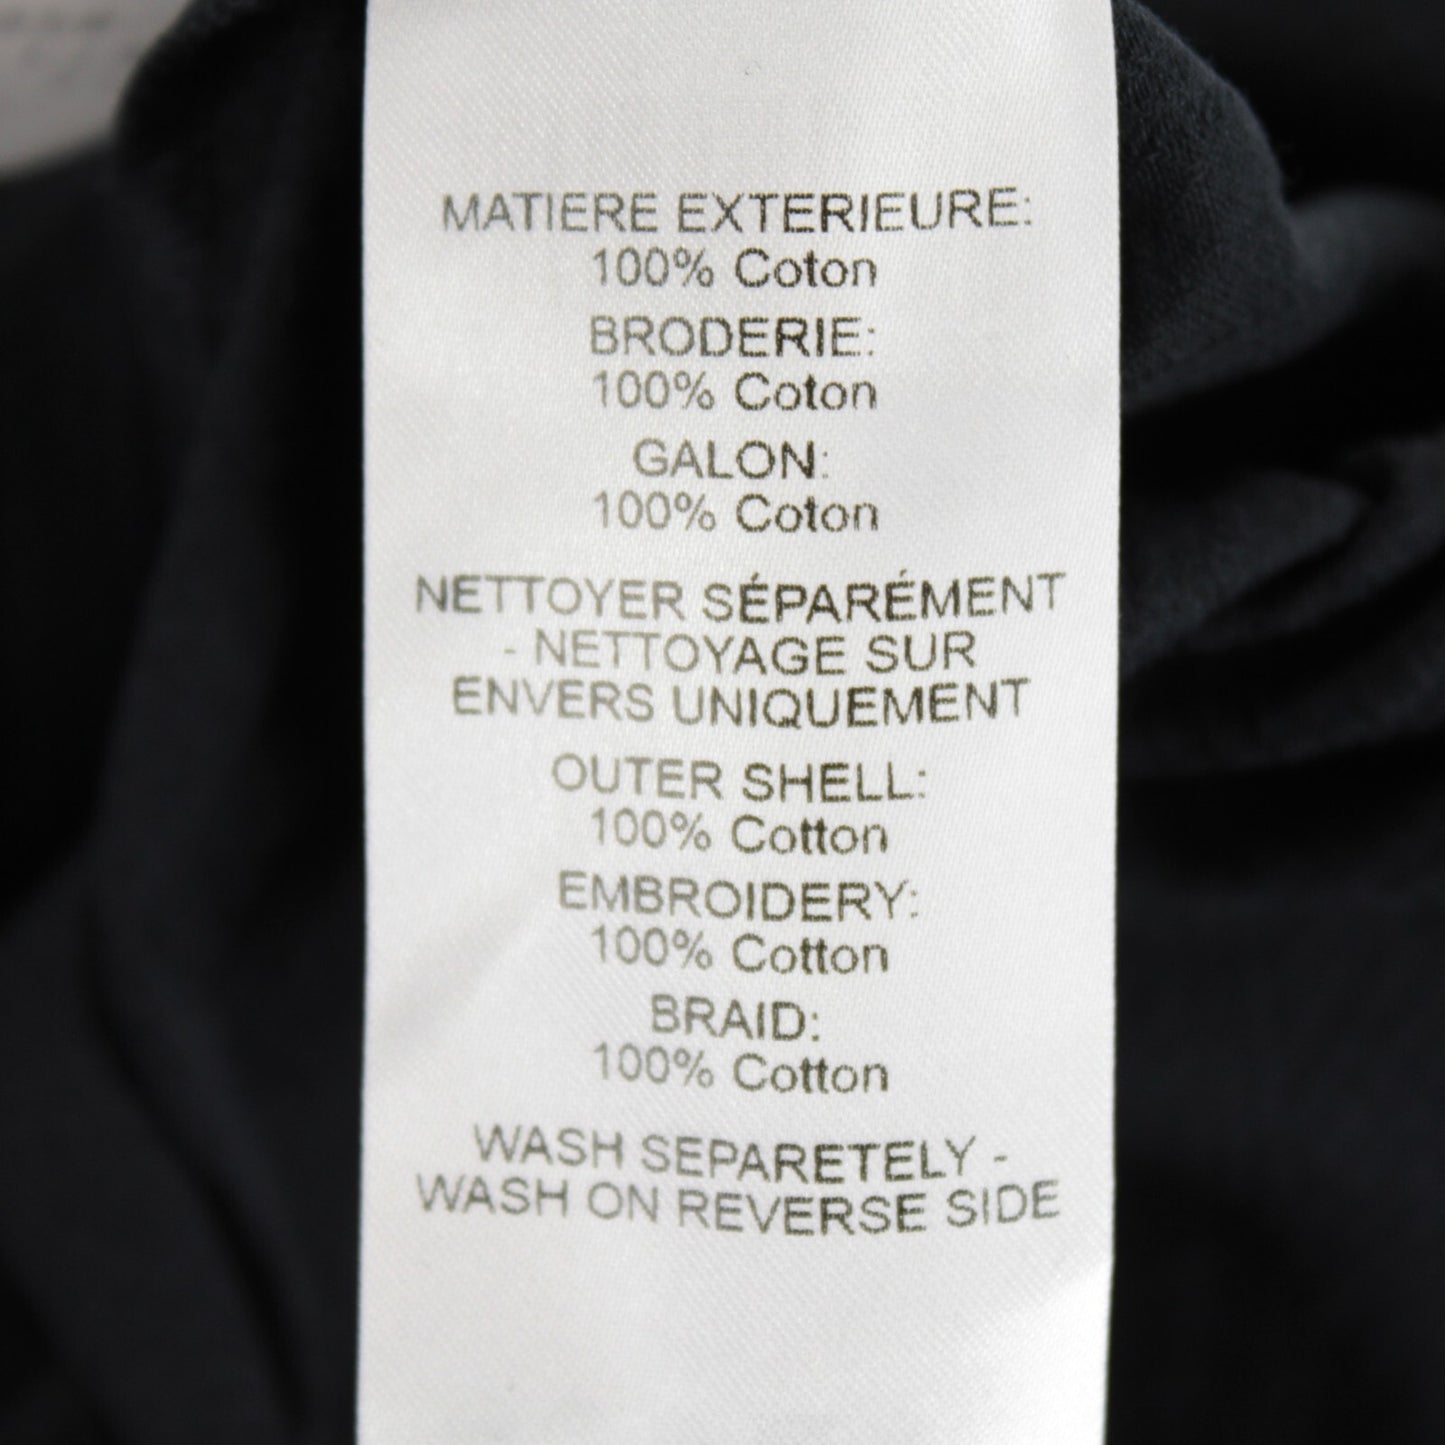 MATIERE EXTERIEURE:
100% Coton
BRODERIE:
100% Coton
GALON:
100% Coton
NETTOYER SÉPARÉMENT
- NETTOYAGE SUR
ENVERS UNIQUEMENT
OUTER SHELL:
100% Cotton
EMBROIDERY:
100% Cotton
BRAID:
100% Cotton
WASH SEPARETELY -
WASH ON REVERSE SIDE